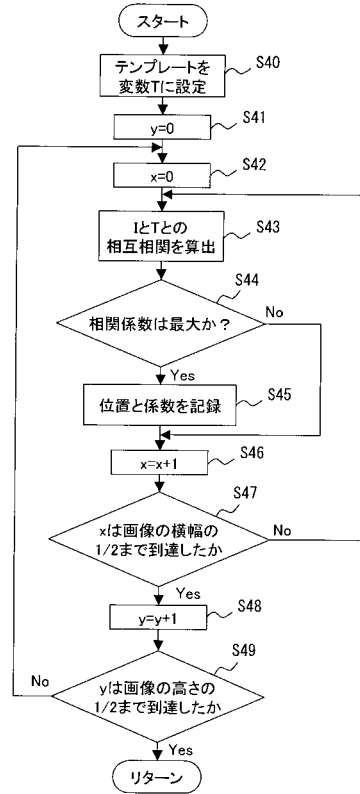 スタート
テンプレートを
変数Tに設定
S40
y=0
S41
x=0
S42
IとTとの
相互相関を算出
S43
S44
相関係数は最大か?
No
Yes
位置と係数を記録
S45
x=x+1
S46
S47
xは画像の横幅の
1/2まで到達したか
No
Yes
y=y+1
S48
S49
No
yは画像の高さの
1/2まで到達したか
Yes
リターン